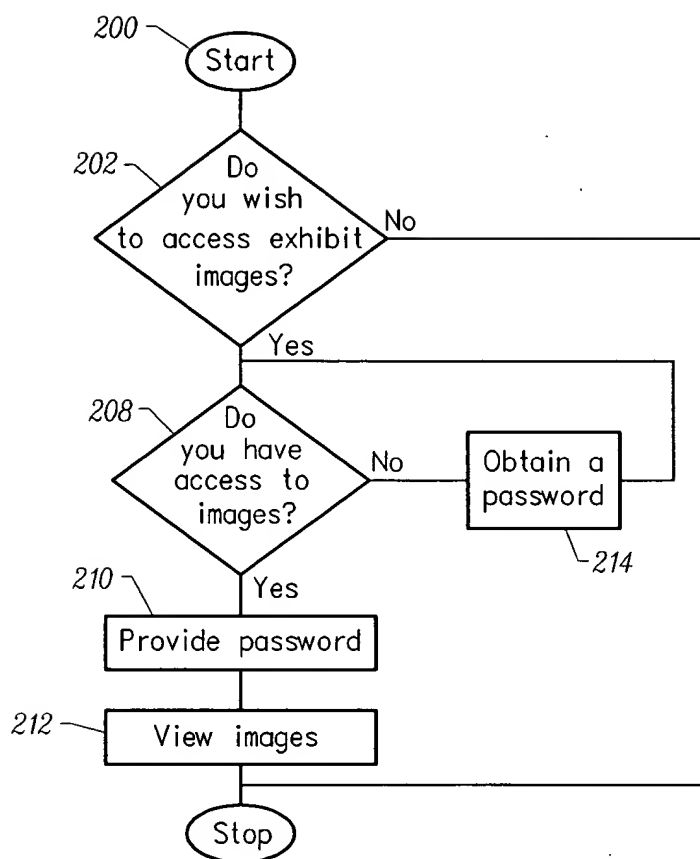 200
Start
202
Do
you wish
to access exhibit
images?
No
Yes
208
Do
you have
access to
images?
No
Obtain a
password
214
Yes
210
Provide password
212
View images
Stop